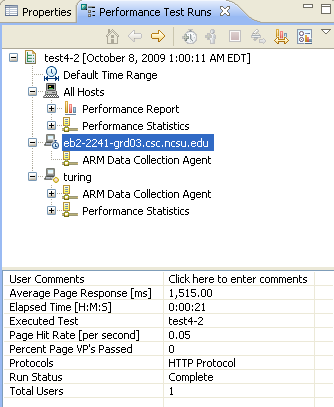 Properties Performance Test Runs
test4-2 [October 8, 2009 1:00:11 AM EDT]
Default Time Range
All Hosts
Performance Report
Performance Statistics
eb2-2241-grd03.csc.ncsu.edu
ARM Data Collection Agent
turing
ARM Data Collection Agent
Performance Statistics
User Comments Click here to enter comments
Average Page Response [ms] 1,515.00
Elapsed Time [H:M:S] 0:00:21
Executed Test test4-2
Page Hit Rate [per second] 0.05
Percent Page VP's Passed 0
Protocols HTTP Protocol
Run Status Complete
Total Users 1